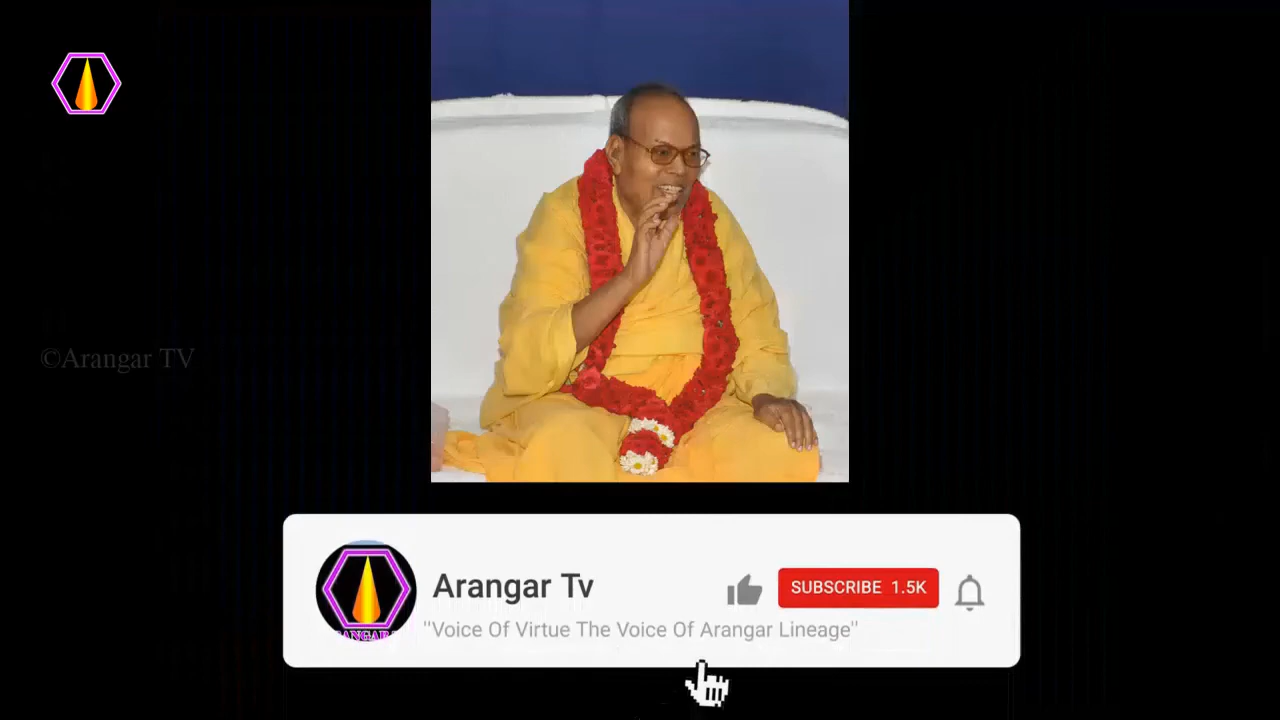 ©Arangar TV
Arangar Tv
SUBSCRIBE 1.5K
"Voice Of Virtue The Voice Of Arangar Lineage"